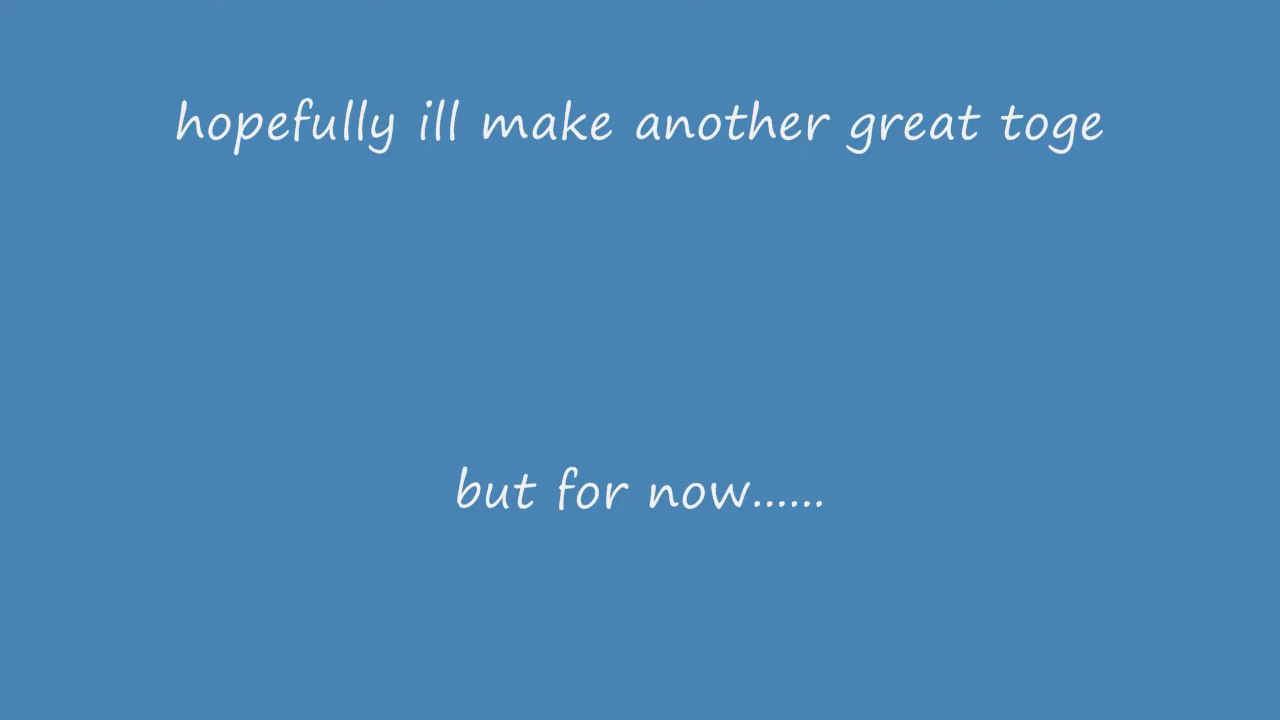 hopefully ill make another great toge
but for now......